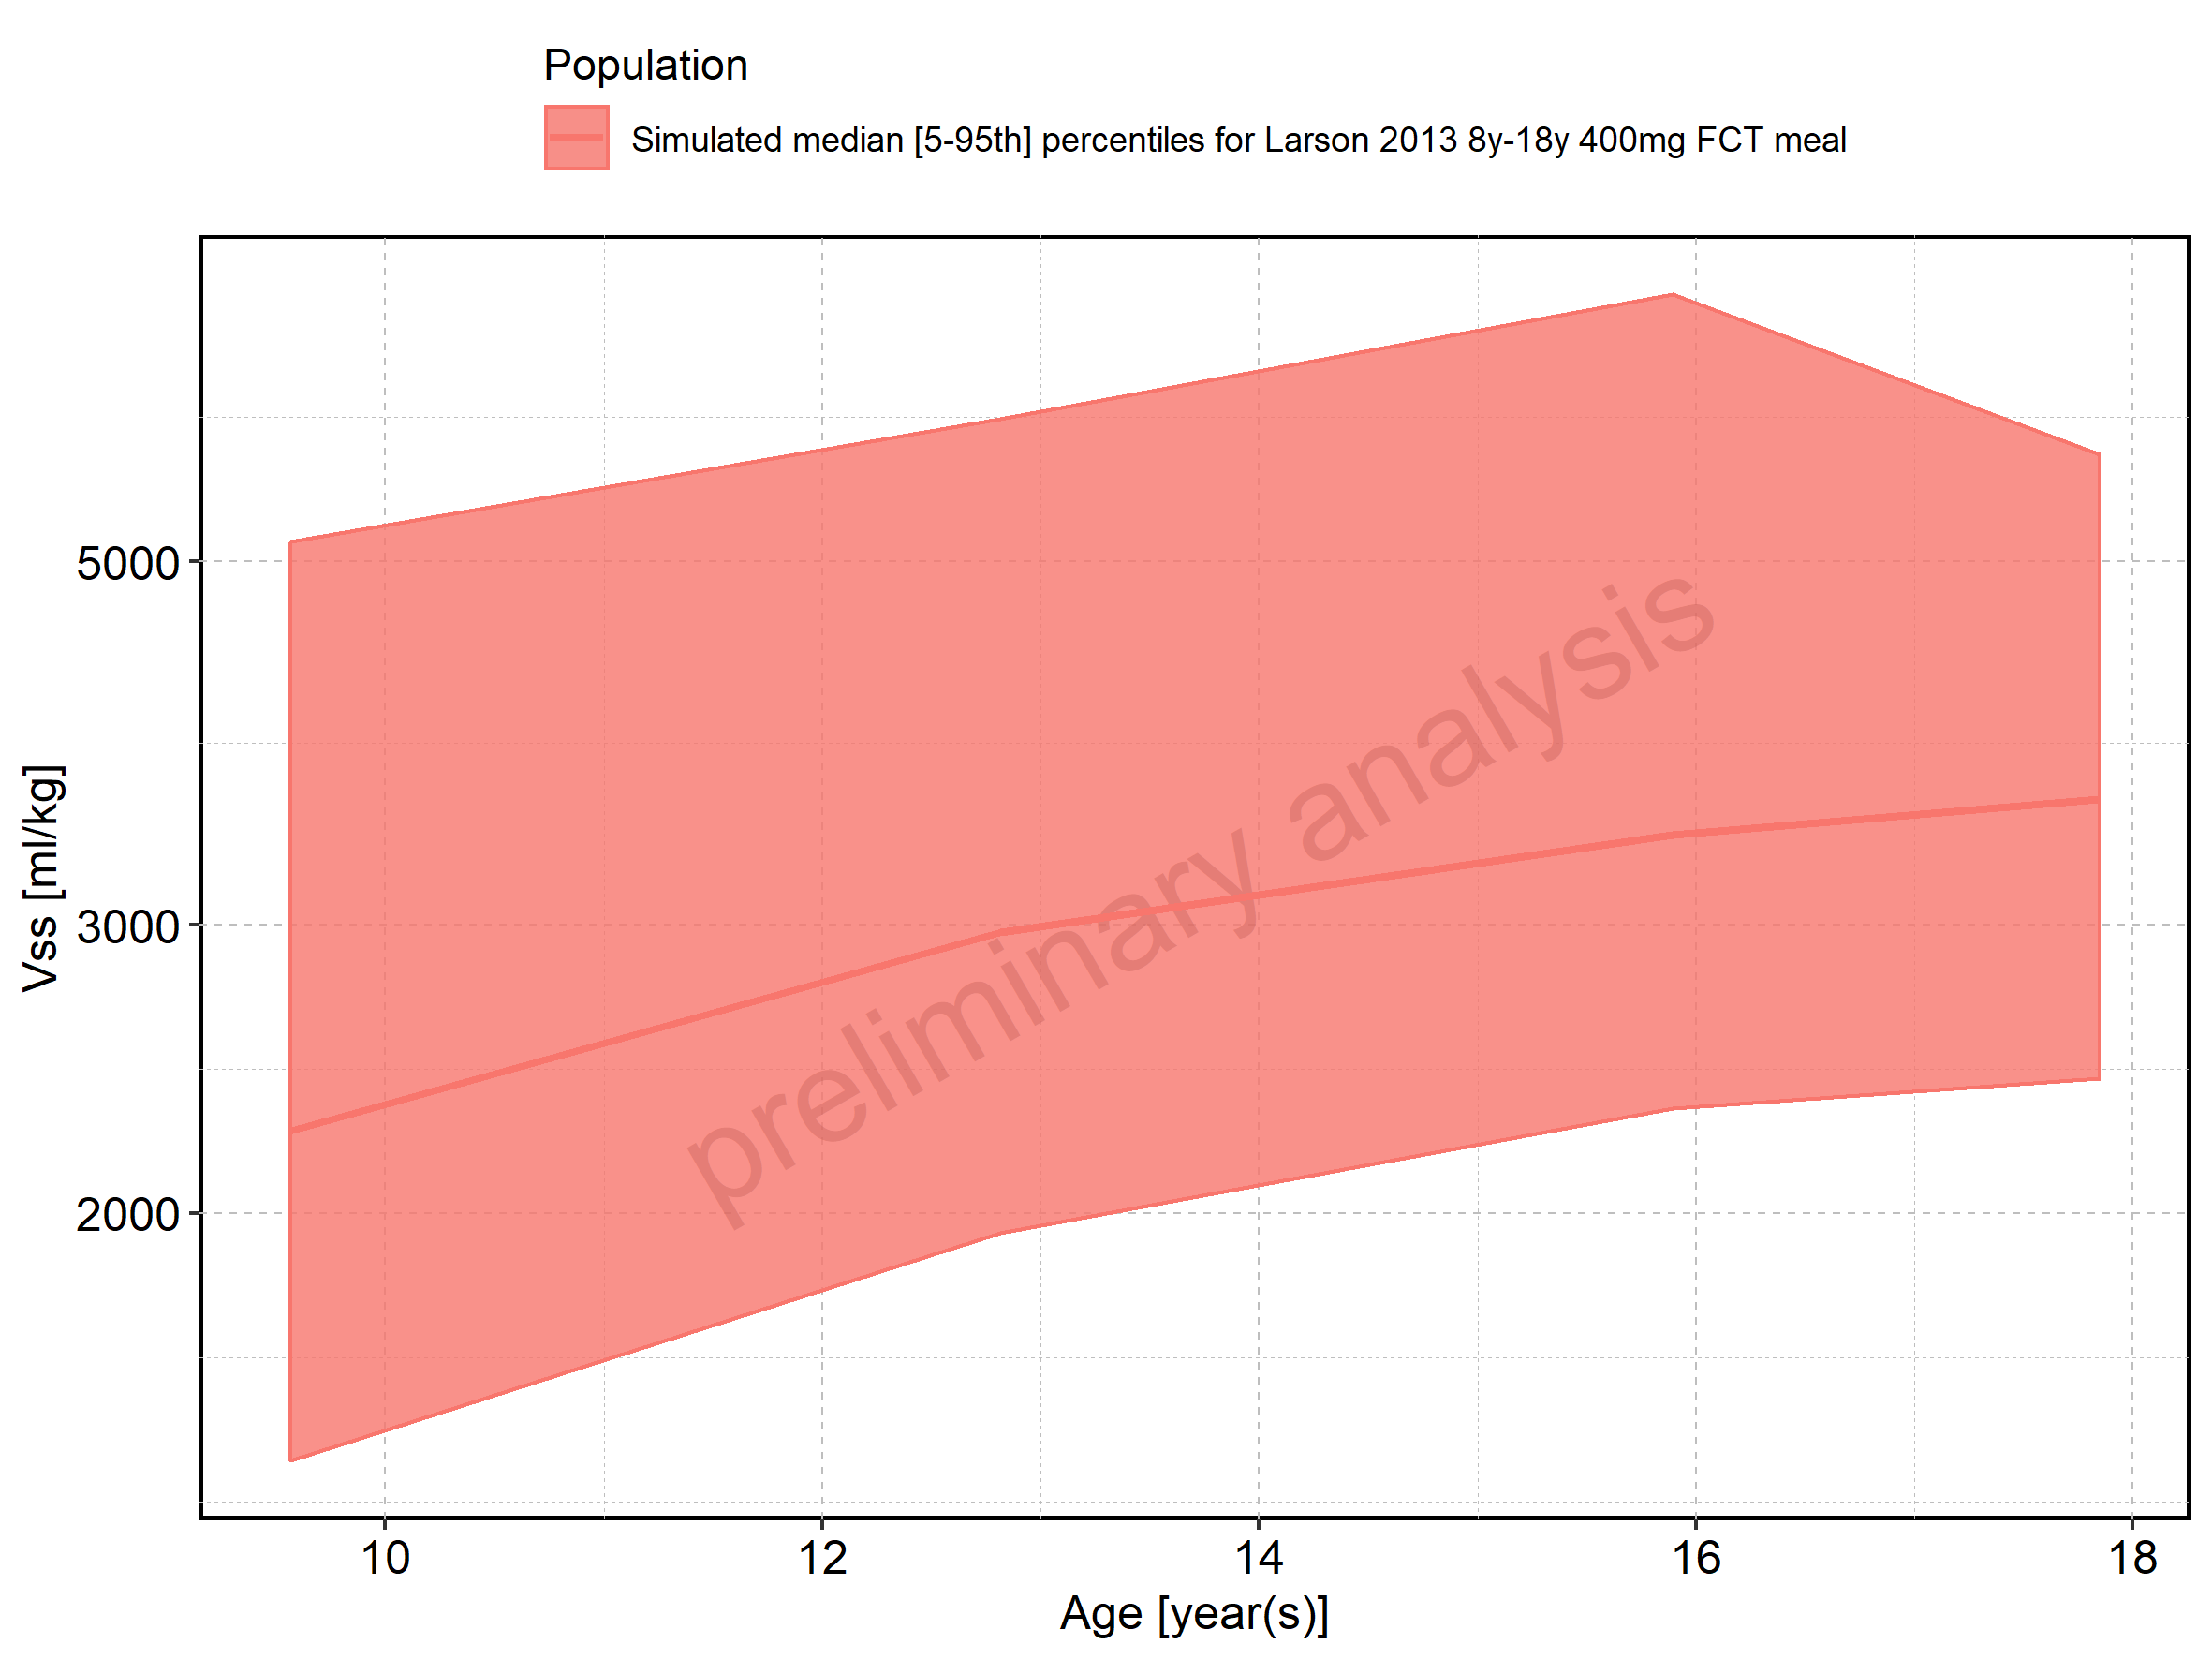 Population
Simulated median [5-95th] percentiles for Larson 2013 8y-18y 400mg FCT meal
5000
3000
2000
Vss [ml/kg]
preliminary analysis
10 12 14 16 18
Age [year(s)]